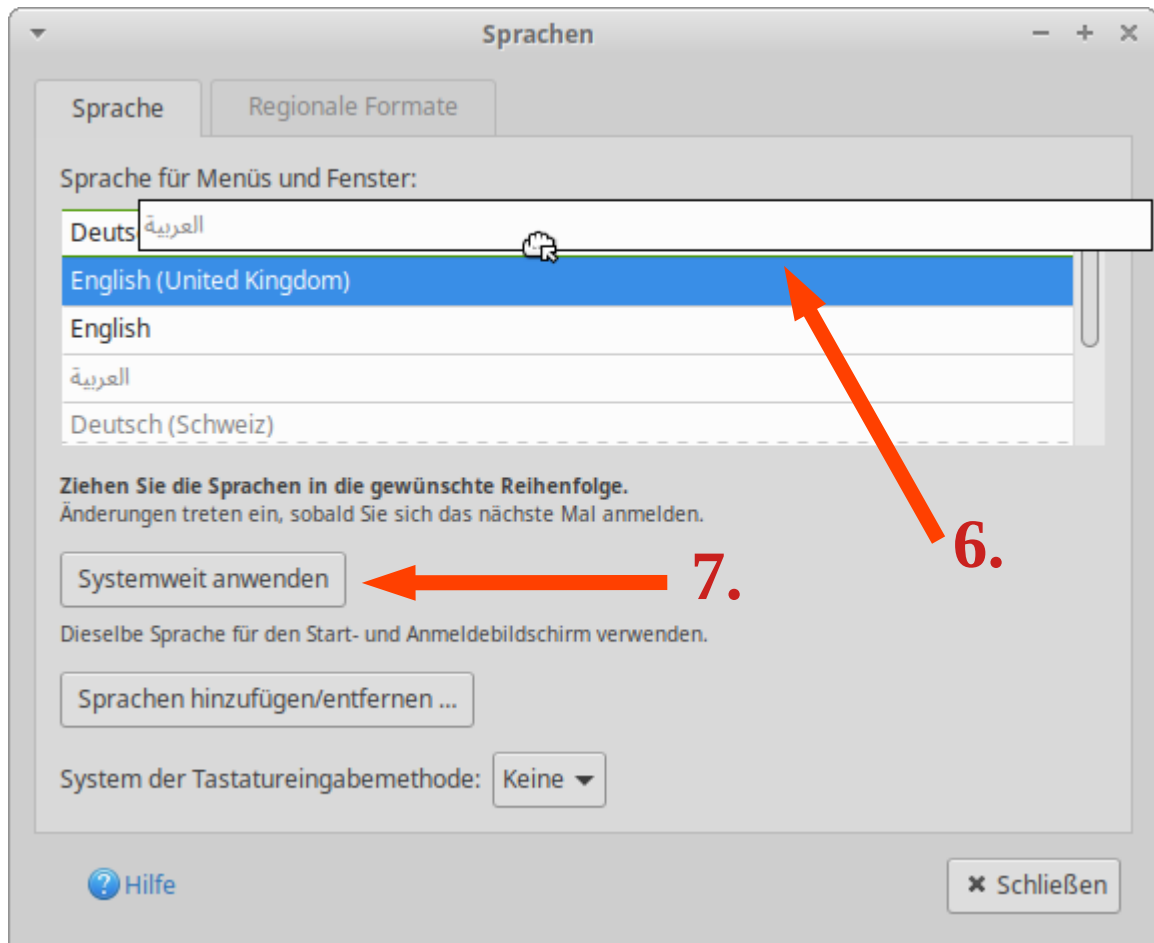 Sprachen
Sprache
Regionale Formate
Sprache für Menüs und Fenster:
Deuts
العربية
English (United Kingdom)
English
العربية
Deutsch (Schweiz)
Ziehen Sie die Sprachen in die gewünschte Reihenfolge.
Änderungen treten ein, sobald Sie sich das nächste Mal anmelden.
6.
Systemweit anwenden
7.
Dieselbe Sprache für den Start- und Anmeldebildschirm verwenden.
Sprachen hinzufügen/entfernen ...
System der Tastatureingabemethode: Keine
Hilfe
Schließen